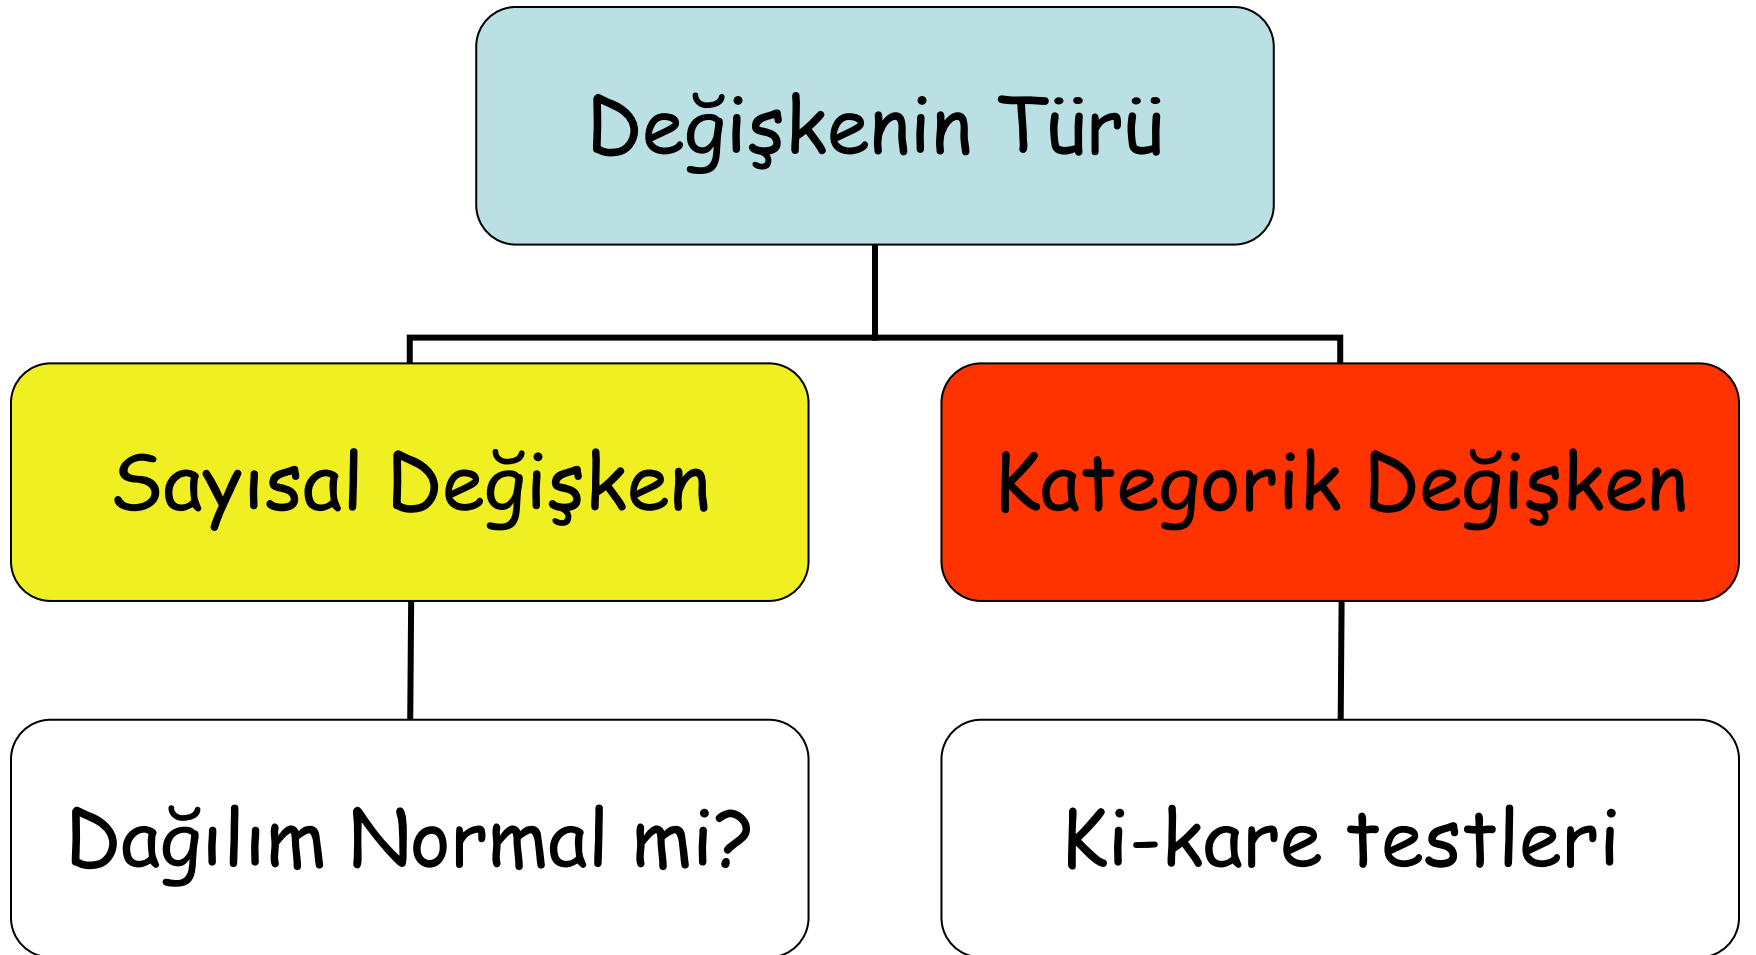 Değişkenin Türü
Sayısal Değişken
Kategorik Değişken
Dağılım Normal mi?
Ki-kare testleri